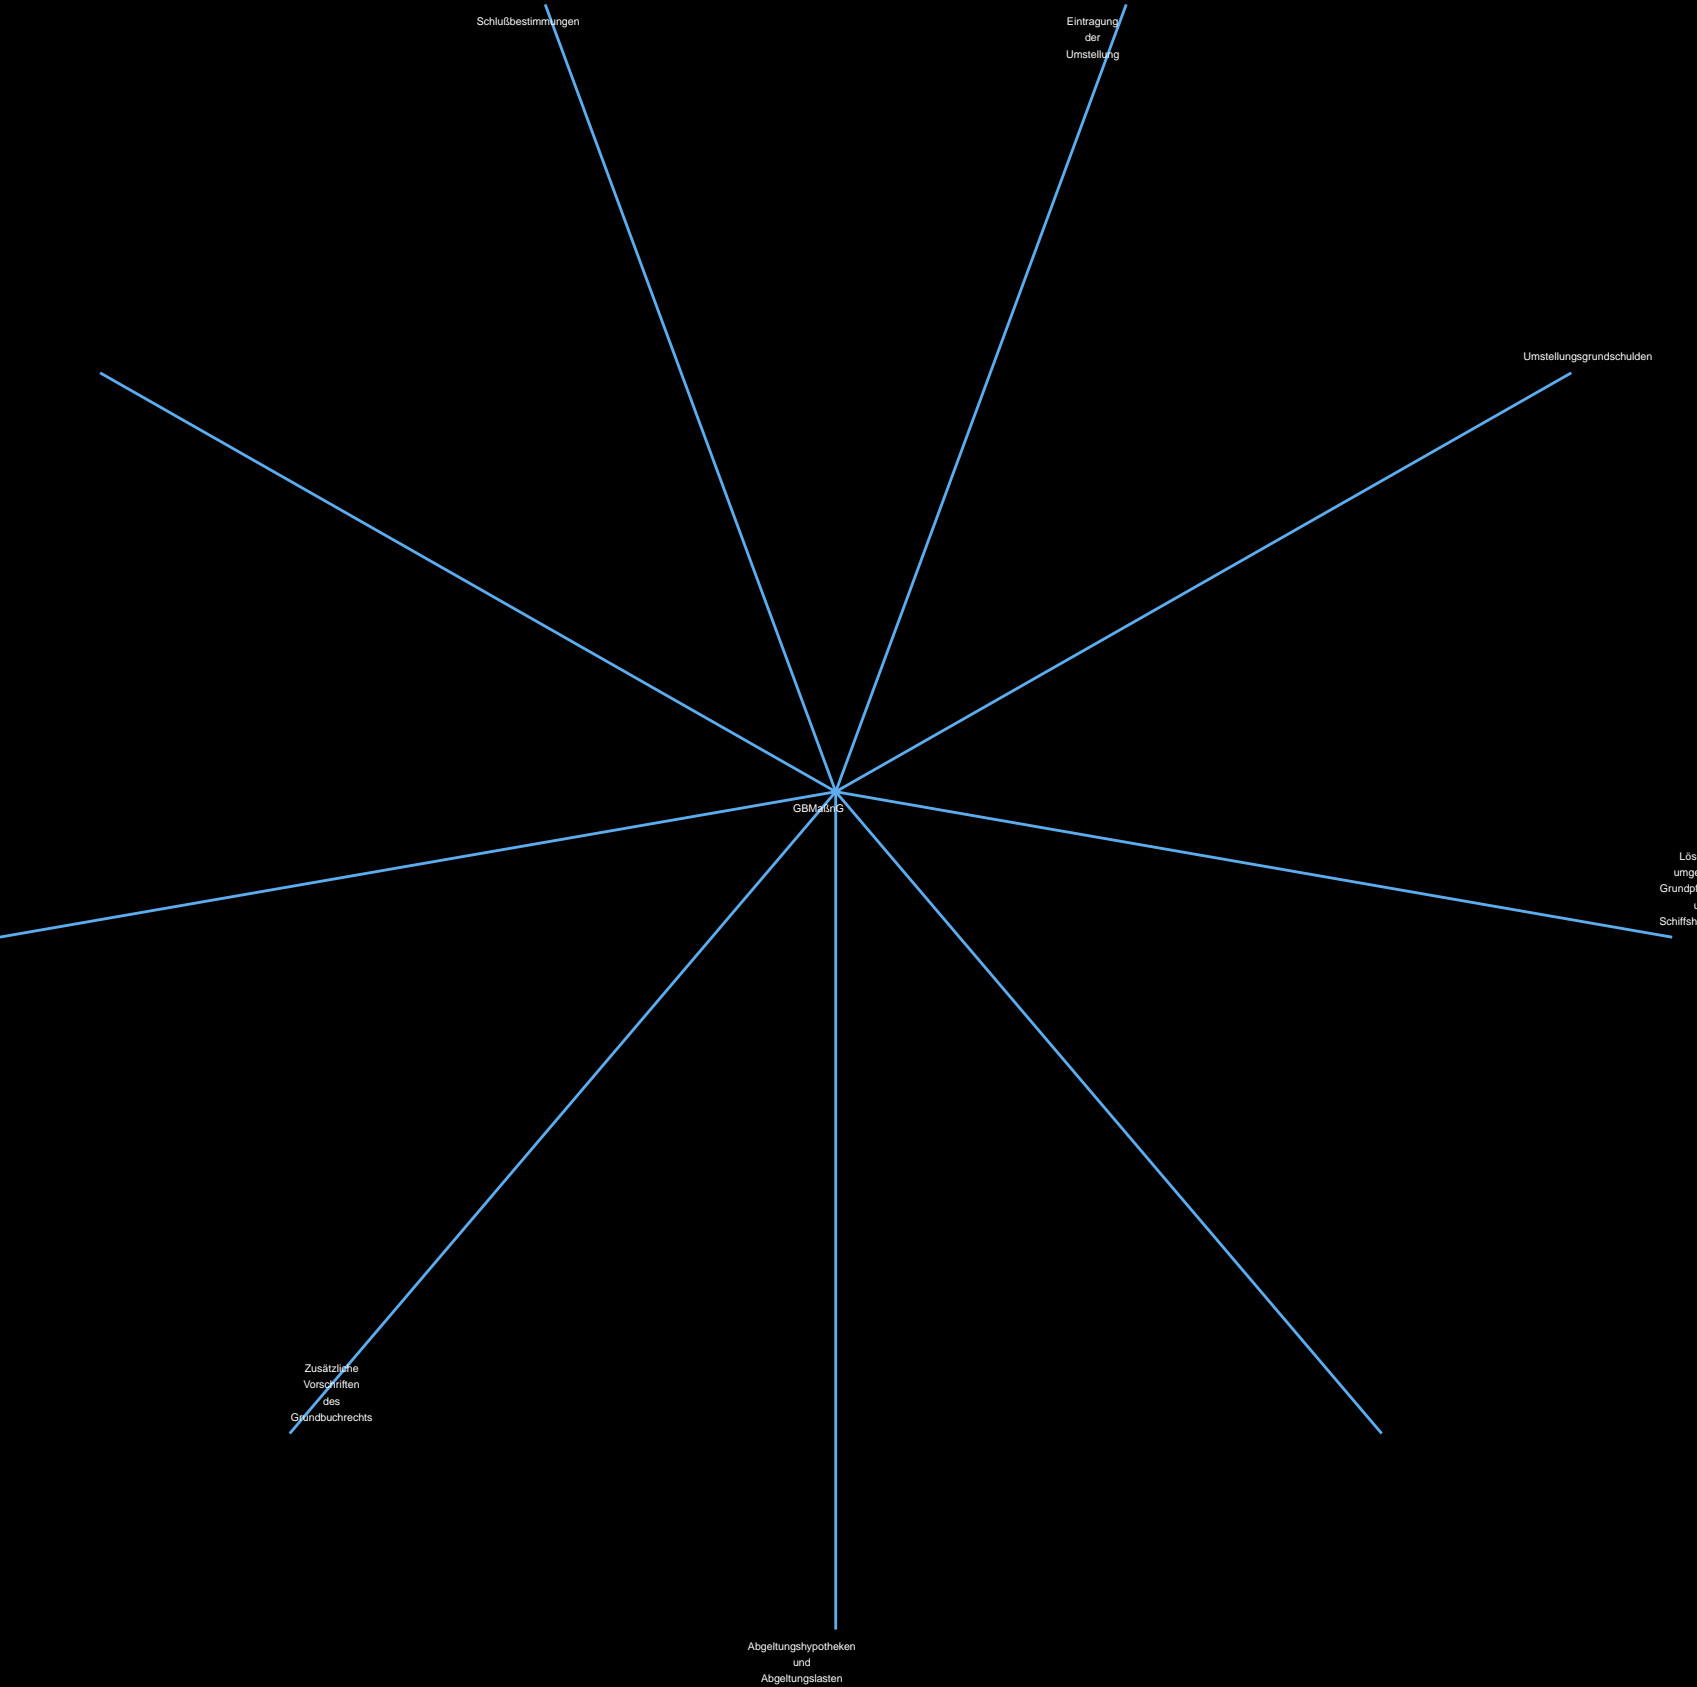 Schlußbestimmungen
Eintragung
der
Umstellung
Umstellungsgrundschulden
GBMaßnG
Zusätzliche
Vorschriften
des
Grundbuchrechts
Abgeltungshypotheken
und
Abgeltungslasten